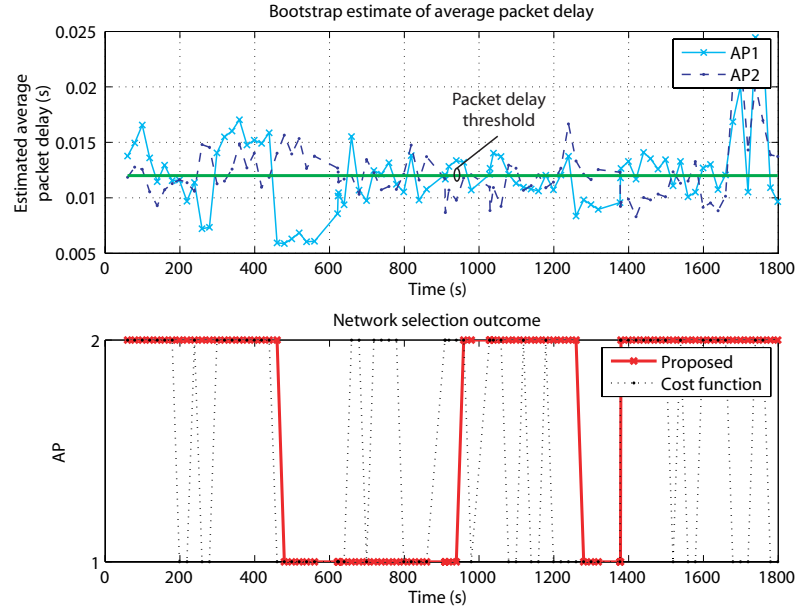 Bootstrap estimate of average packet delay
Estimated average
packet delay (s)
0.025
0.02
0.015
0.01
0.005
AP1
AP2
Packet delay
threshold
0 200 400 600 800 1000 1200 1400 1600 1800
Time (s)
Network selection outcome
AP
2
1
Proposed
Cost function
0 200 400 600 800 1000 1200 1400 1600 1800
Time (s)